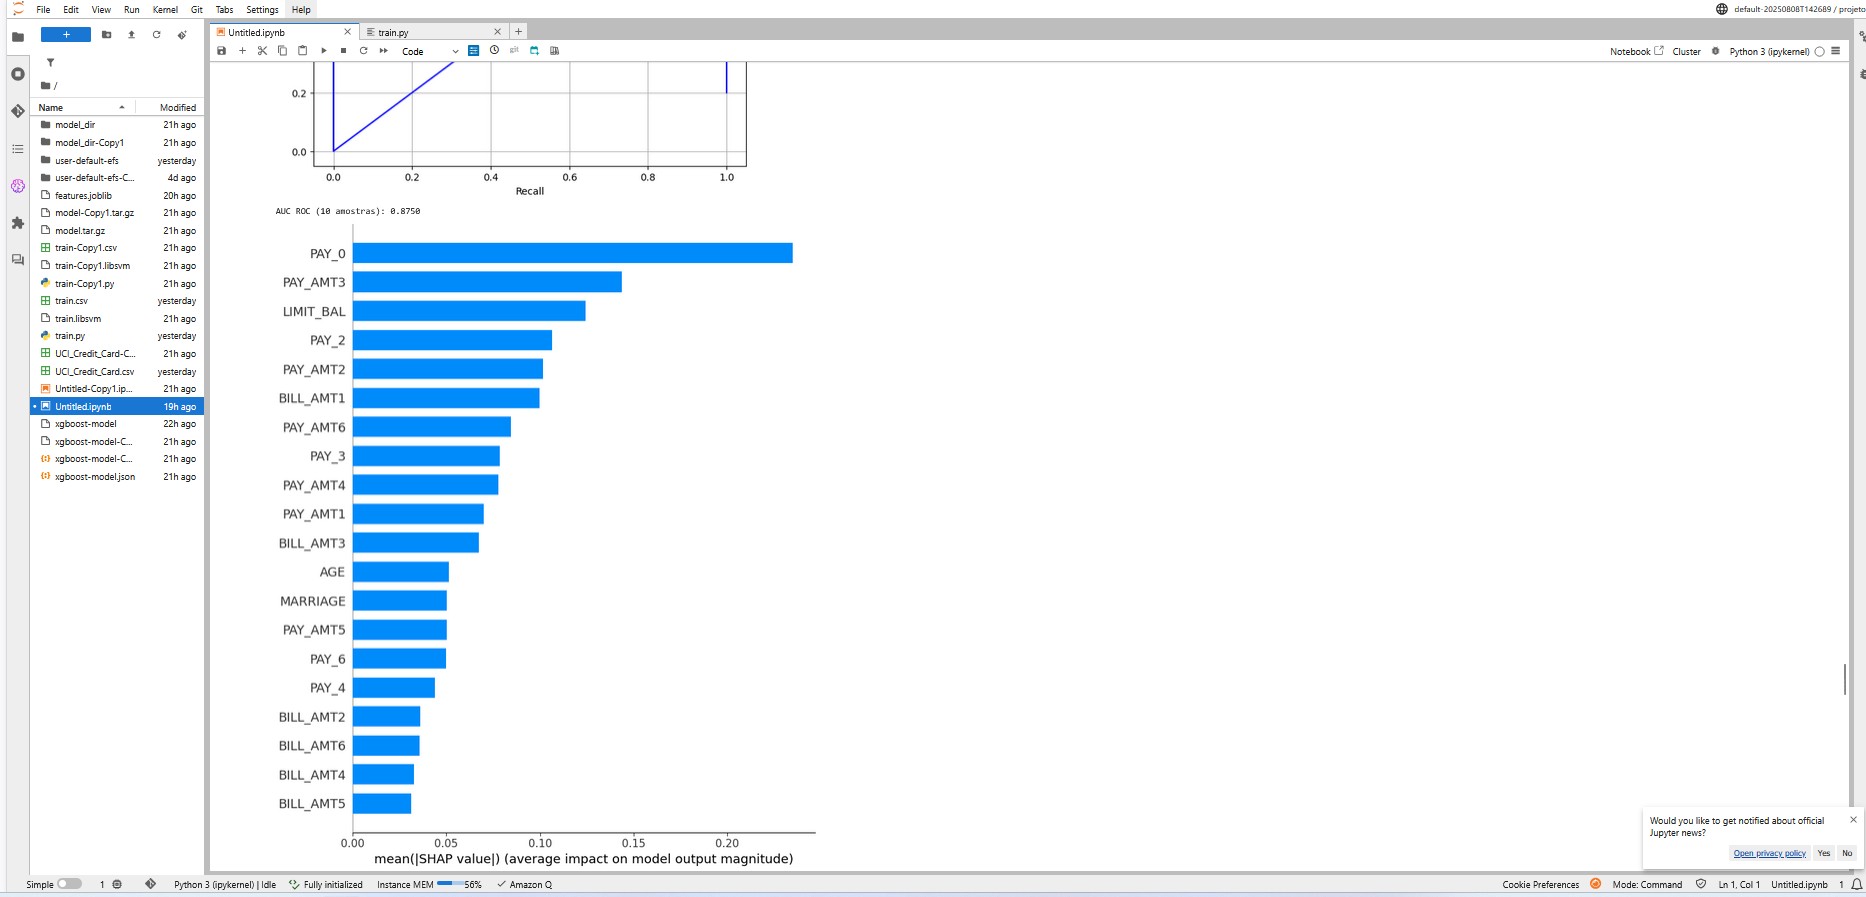 File Edit View Run Kernel Git Tabs Settings Help
default-20250808T142689 / projeto
Untitled.ipynb
train.py
Code
git
Notebook
Cluster
Python 3 (ipykernel)
/
Name Modified
model_dir 21h ago
model_dir-Copy1 21h ago
user-default-efs yesterday
user-default-efs-C... 4d ago
features.joblib 20h ago
model-Copy1.tar.gz 21h ago
model.tar.gz 21h ago
train-Copy1.csv 21h ago
train-Copy1.libsvm 21h ago
train-Copy1.py 21h ago
train.csv yesterday
train.libsvm 21h ago
train.py yesterday
UCI_Credit_Card-C... 21h ago
UCI_Credit_Card.csv yesterday
Untitled-Copy1.ip... 21h ago
Untitled.ipynb 19h ago
xgboost-model 22h ago
xgboost-model-C... 21h ago
xgboost-model-C... 21h ago
xgboost-model.json 21h ago
0.2
0.0
0.0 0.2 0.4 0.6 0.8 1.0
Recall
AUC ROC (10 amostras): 0.8750
PAY_0
PAY_AMT3
LIMIT_BAL
PAY_2
PAY_AMT2
BILL_AMT1
PAY_AMT6
PAY_3
PAY_AMT4
PAY_AMT1
BILL_AMT3
AGE
MARRIAGE
PAY_AMT5
PAY_6
PAY_4
BILL_AMT2
BILL_AMT6
BILL_AMT4
BILL_AMT5
0.00 0.05 0.10 0.15 0.20
mean(|SHAP value|) (average impact on model output magnitude)
Would you like to get notified about official
Jupyter news?
Open privacy policy Yes No
Simple 1 Python 3 (ipykernel) | Idle Fully initialized Instance MEM 56% Amazon Q
Cookie Preferences Mode: Command Ln 1, Col 1 Untitled.ipynb 1